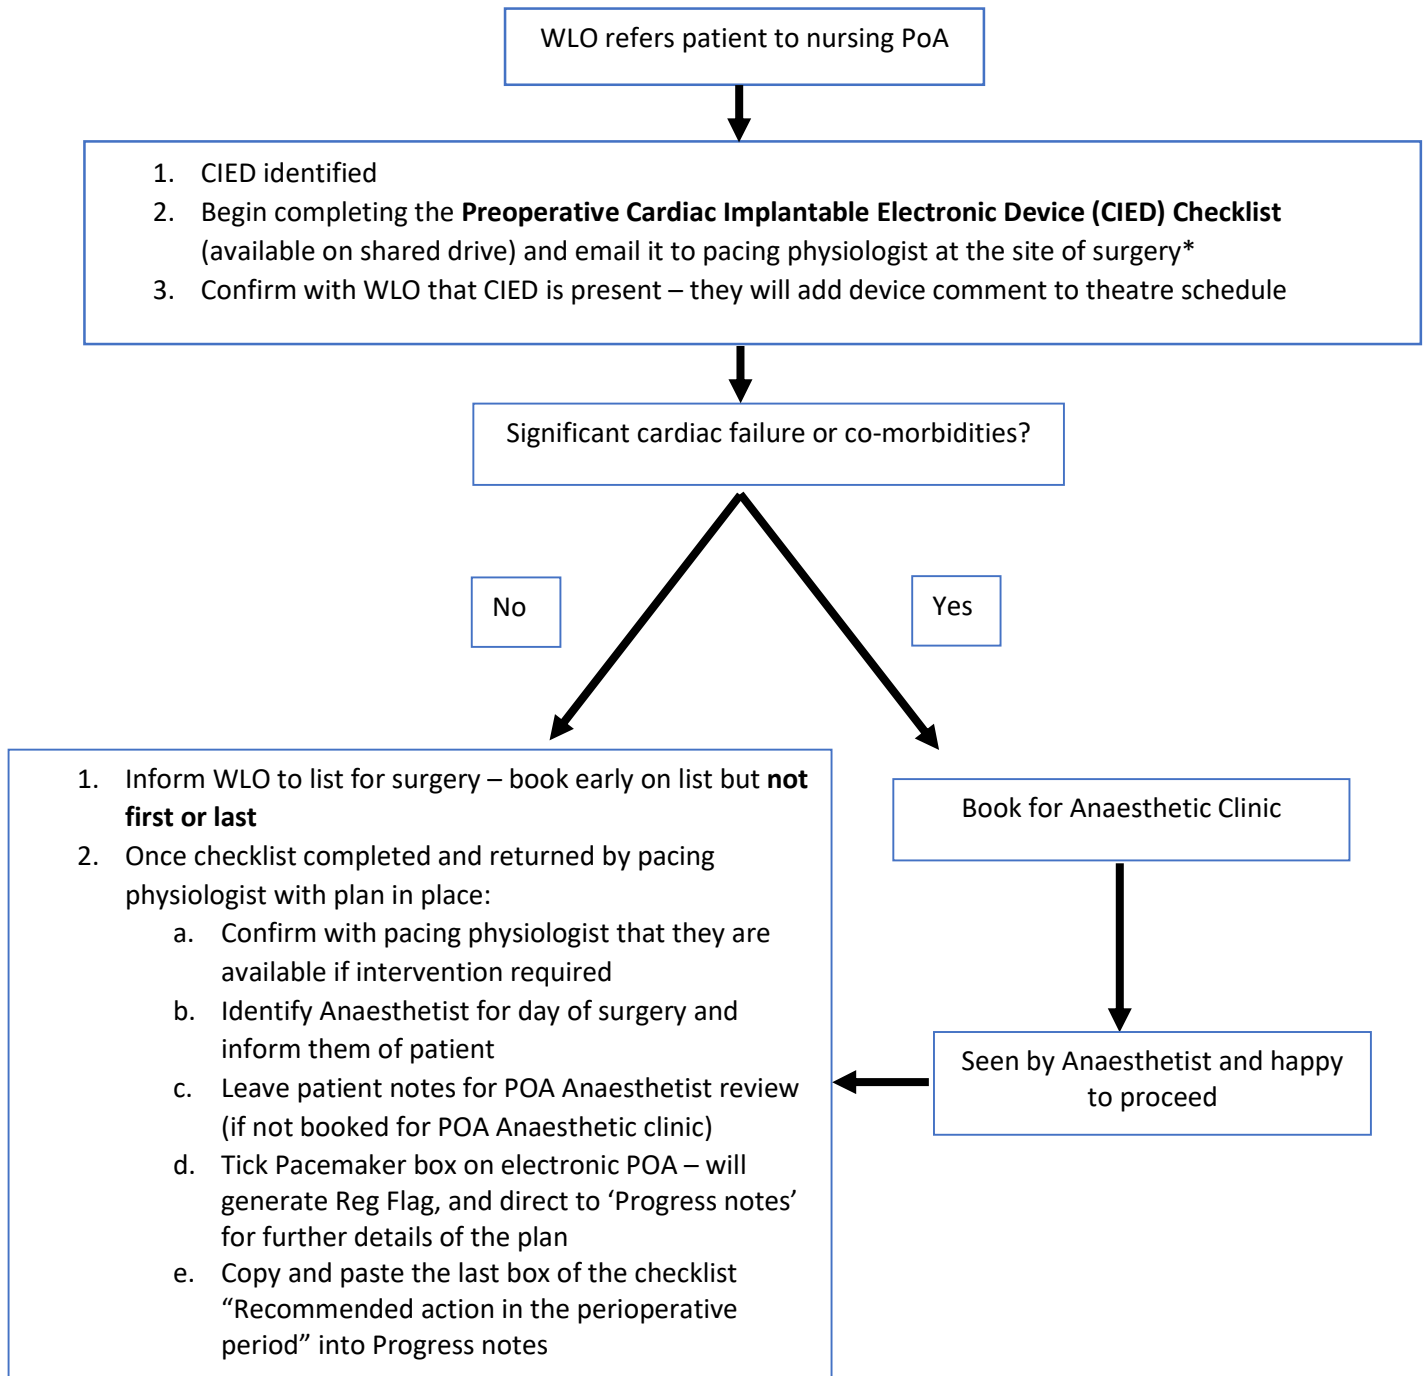 WLO refers patient to nursing PoA
1. CIED identified
2. Begin completing the Preoperative Cardiac Implantable Electronic Device (CIED) Checklist
(available on shared drive) and email it to pacing physiologist at the site of surgery*
3. Confirm with WLO that CIED is present – they will add device comment to theatre schedule
Significant cardiac failure or co-morbidities?
No
Yes
1. Inform WLO to list for surgery – book early on list but not
first or last
2. Once checklist completed and returned by pacing
physiologist with plan in place:
a. Confirm with pacing physiologist that they are
available if intervention required
b. Identify Anaesthetist for day of surgery and
inform them of patient
c. Leave patient notes for POA Anaesthetist review
(if not booked for POA Anaesthetic clinic)
d. Tick Pacemaker box on electronic POA – will
generate Reg Flag, and direct to ‘Progress notes’
for further details of the plan
e. Copy and paste the last box of the checklist
“Recommended action in the perioperative
period” into Progress notes
Book for Anaesthetic Clinic
Seen by Anaesthetist and happy
to proceed